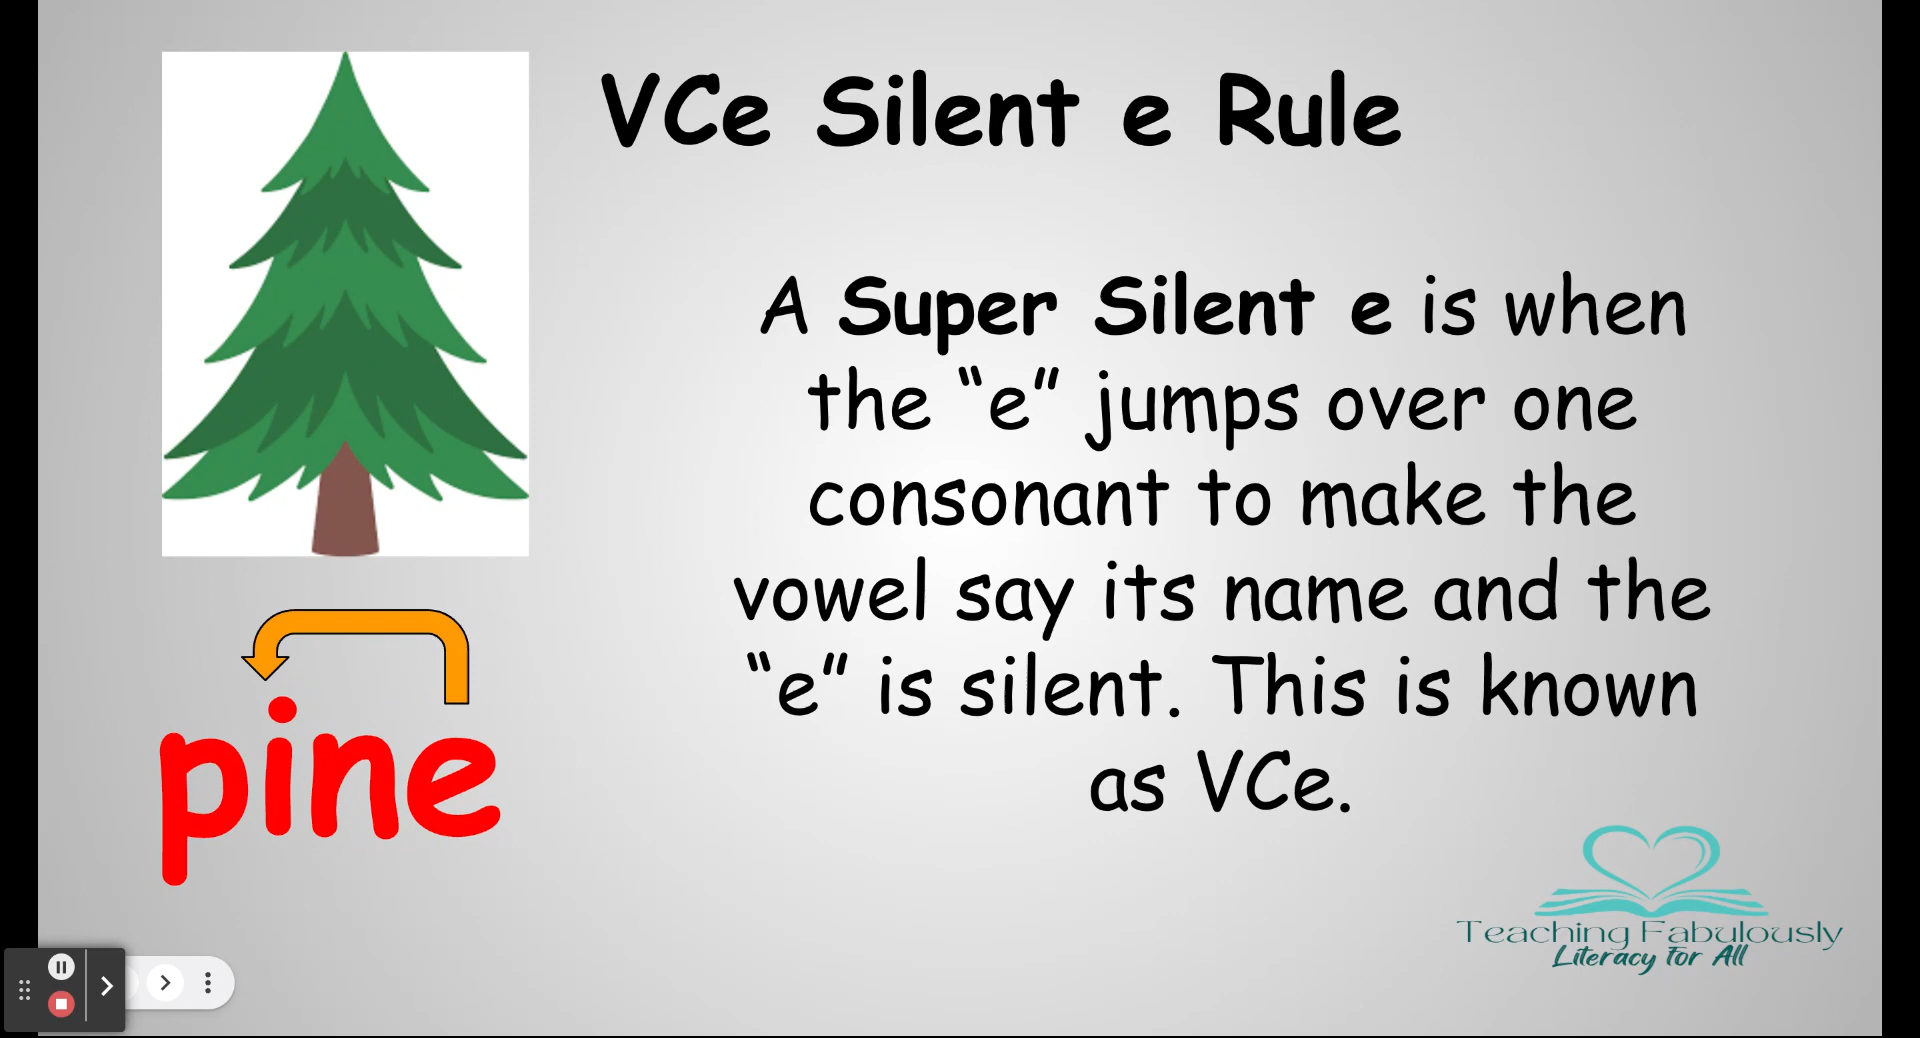 VCe Silent e Rule
A Super Silent e is when
the “e” jumps over one
consonant to make the
vowel say its name and the
“e” is silent. This is known
as VCe.
pine
Teaching Fabulously
Literacy for All